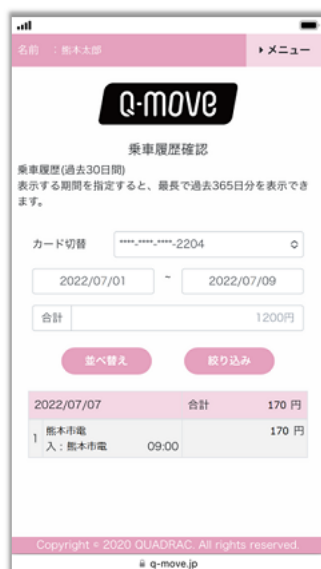 名前 ：熊本太郎
メニュー
Q-move
乗車履歴確認
乗車履歴(過去30日間)
表示する期間を指定すると、最長で過去365日分を表示でき
ます。
カード切替 ****-****-****-2204
2022/07/01 ~ 2022/07/09
合計 1200円
並べ替え 絞り込み
2022/07/07 合計 170 円
1 熊本市電 170 円
入：熊本市電 09:00
Copyright © 2020 QUADRAC. All rights reserved.
q-move.jp